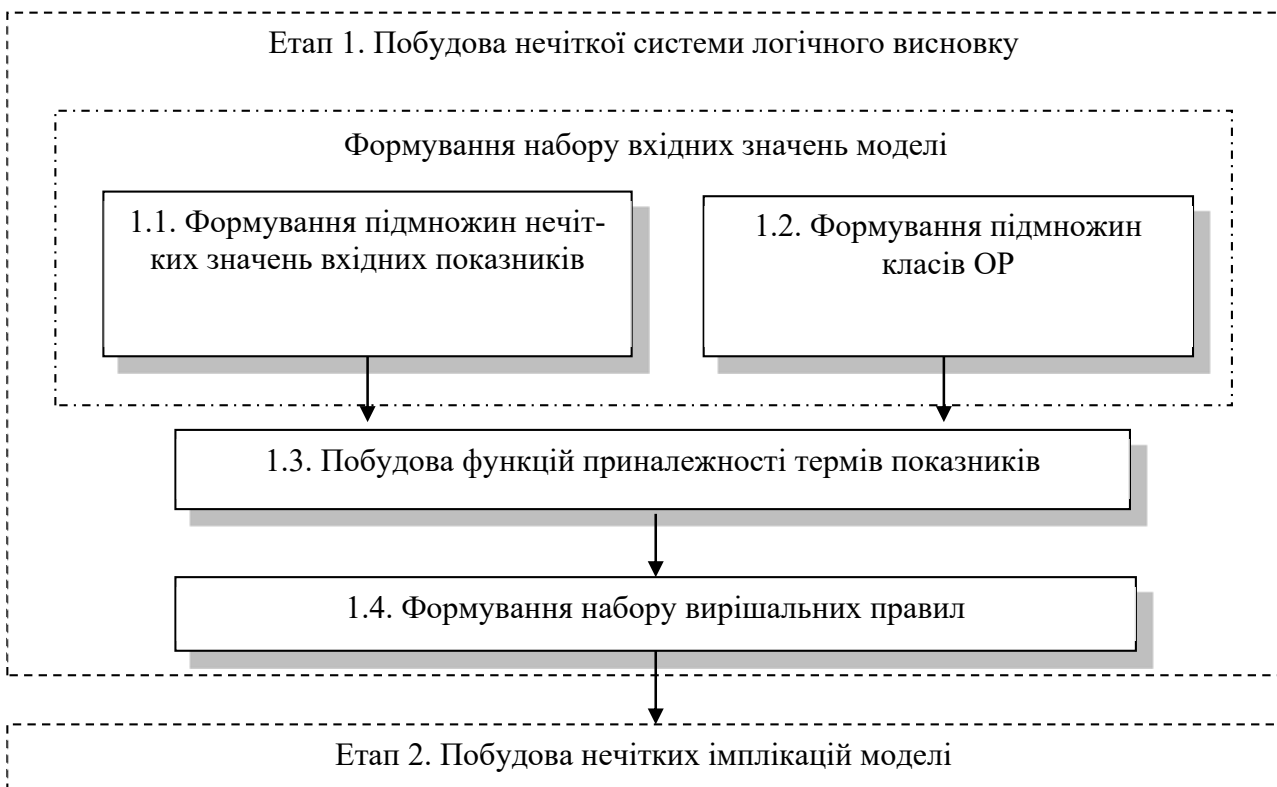 Етап 1. Побудова нечіткої системи логічного висновку
Формування набору вхідних значень моделі
1.1. Формування підмножин нечіт-
ких значень вхідних показників
1.2. Формування підмножин
класів ОР
1.3. Побудова функцій приналежності термів показників
1.4. Формування набору вирішальних правил
Етап 2. Побудова нечітких імплікацій моделі